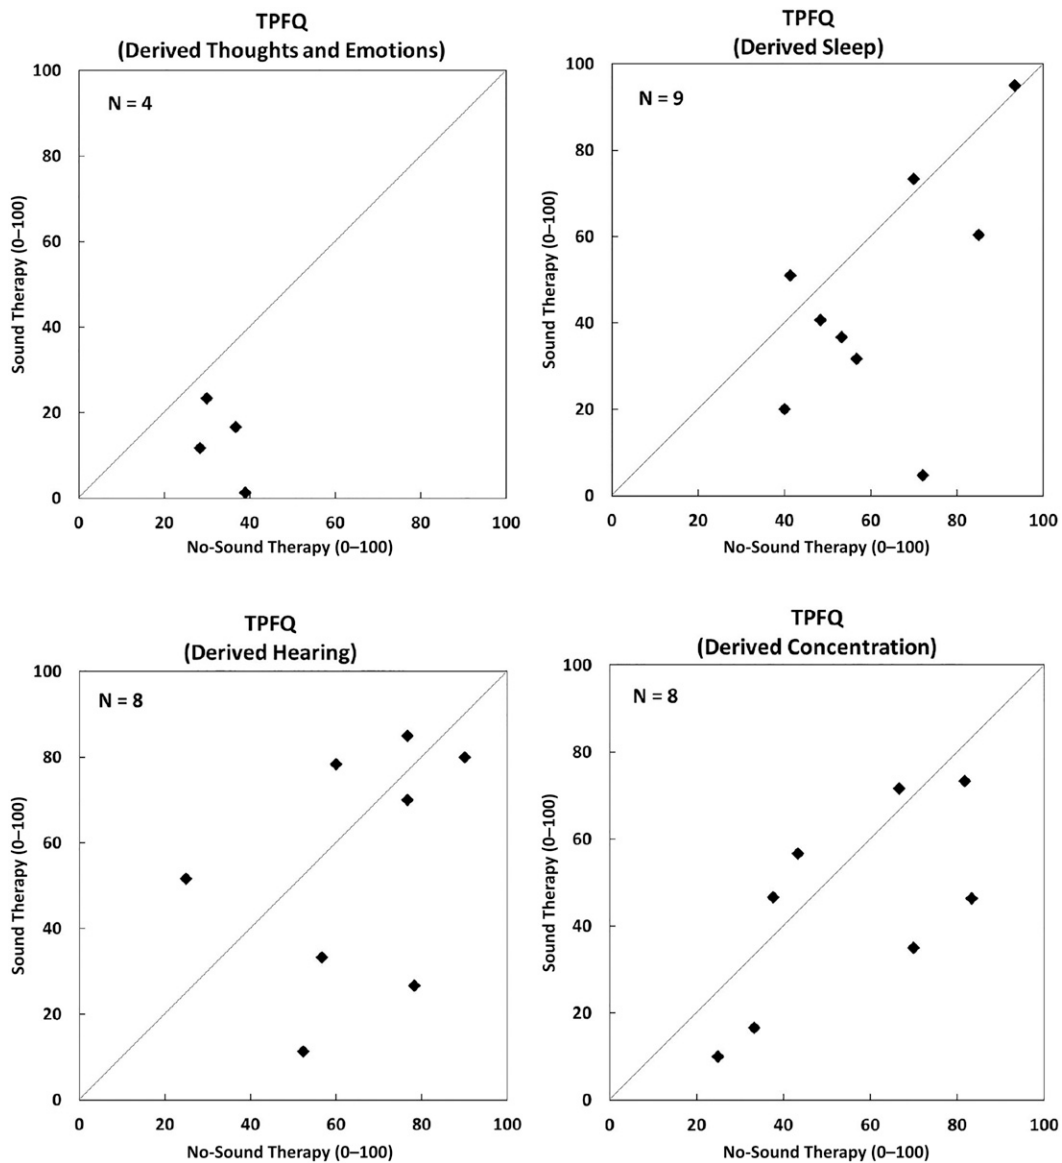 TPFQ
(Derived Thoughts and Emotions)
N = 4
100
80
60
40
20
0
Sound Therapy (0–100)
0 20 40 60 80 100
No-Sound Therapy (0–100)
TPFQ
(Derived Sleep)
N = 9
100
80
60
40
20
0
Sound Therapy (0–100)
0 20 40 60 80 100
No-Sound Therapy (0–100)
TPFQ
(Derived Hearing)
N = 8
100
80
60
40
20
0
Sound Therapy (0–100)
0 20 40 60 80 100
No-Sound Therapy (0–100)
TPFQ
(Derived Concentration)
N = 8
100
80
60
40
20
0
Sound Therapy (0–100)
0 20 40 60 80 100
No-Sound Therapy (0–100)